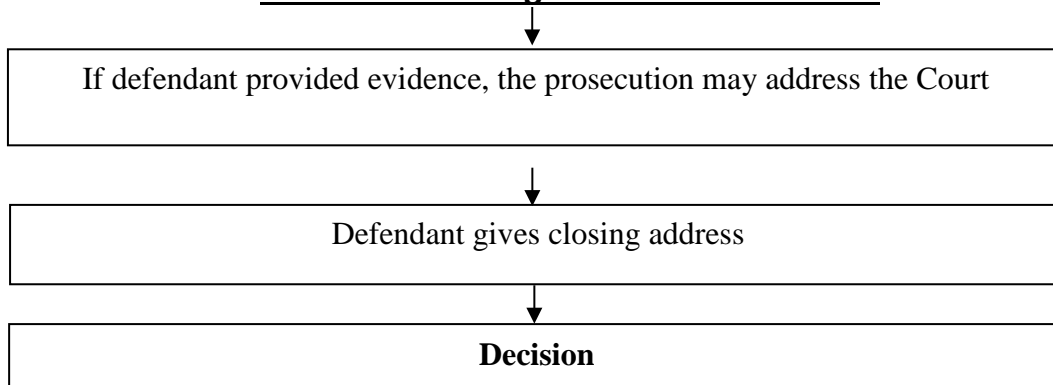 If defendant provided evidence, the prosecution may address the Court
Defendant gives closing address
Decision